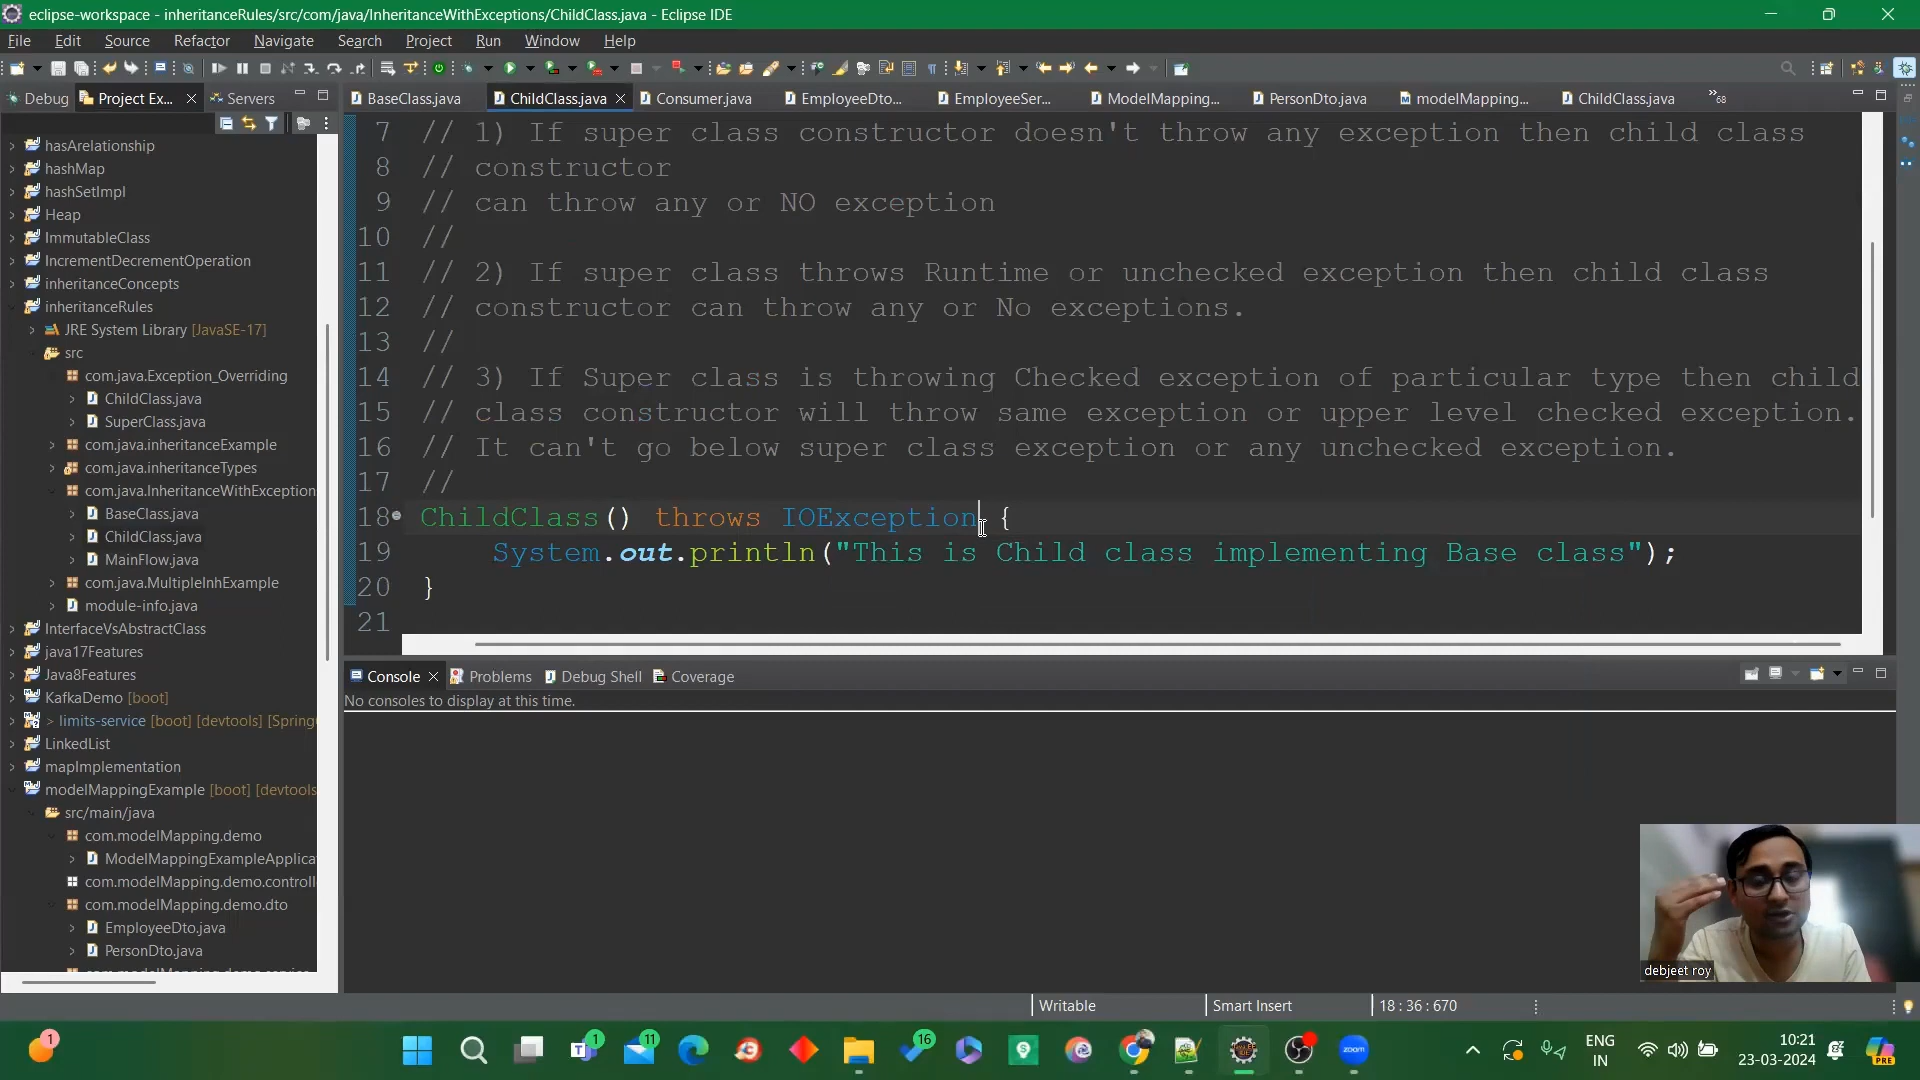 eclipse-workspace - inheritanceRules/src/com/java/InheritanceWithExceptions/ChildClass.java - Eclipse IDE
File Edit Source Refactor Navigate Search Project Run Window Help
Debug Project Ex... Servers
BaseClass.java ChildClass.java Consumer.java EmployeeDto... EmployeeSer... ModelMapping... PersonDto.java modelMapping... ChildClass.java »68
hasArelationship
hashMap
hashSetImpl
Heap
ImmutableClass
IncrementDecrementOperation
inheritanceConcepts
inheritanceRules
JRE System Library [JavaSE-17]
src
com.java.Exception_Overriding
ChildClass.java
SuperClass.java
com.java.inheritanceExample
com.java.inheritanceTypes
com.java.InheritanceWithException
BaseClass.java
ChildClass.java
MainFlow.java
com.java.MultipleInhExample
module-info.java
InterfaceVsAbstractClass
java17Features
Java8Features
KafkaDemo [boot]
> limits-service [boot] [devtools] [Spring
LinkedList
mapImplementation
modelMappingExample [boot] [devtools
src/main/java
com.modelMapping.demo
ModelMappingExampleApplica
com.modelMapping.demo.controll
com.modelMapping.demo.dto
EmployeeDto.java
PersonDto.java
7 // 1) If super class constructor doesn't throw any exception then child class
8 // constructor
9 // can throw any or NO exception
10 //
11 // 2) If super class throws Runtime or unchecked exception then child class
12 // constructor can throw any or No exceptions.
13 //
14 // 3) If Super class is throwing Checked exception of particular type then child
15 // class constructor will throw same exception or upper level checked exception.
16 // It can't go below super class exception or any unchecked exception.
17 //
18 ChildClass() throws IOException {
19 System.out.println("This is Child class implementing Base class");
20 }
21
Console Problems Debug Shell Coverage
No consoles to display at this time.
debjeet roy
Writable Smart Insert 18 : 36 : 670
1 1 11 16 zoom PRE
ENG
IN
10:21
23-03-2024